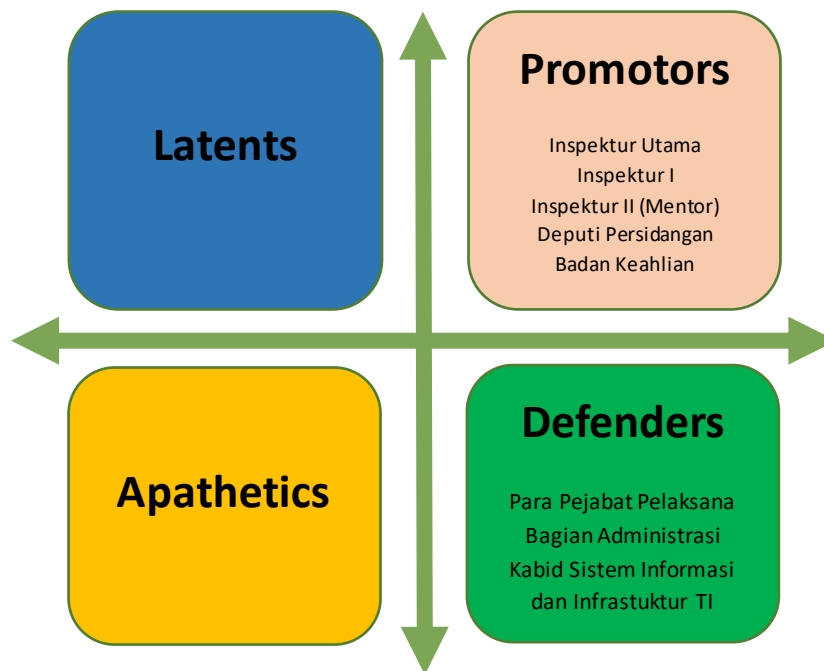 Latents
Promotors
Inspektur Utama
Inspektur I
Inspektur II (Mentor)
Deputi Persidangan
Badan Keahlian
Apathetics
Defenders
Para Pejabat Pelaksana
Bagian Administrasi
Kabid Sistem Informasi
dan Infrastuktur TI